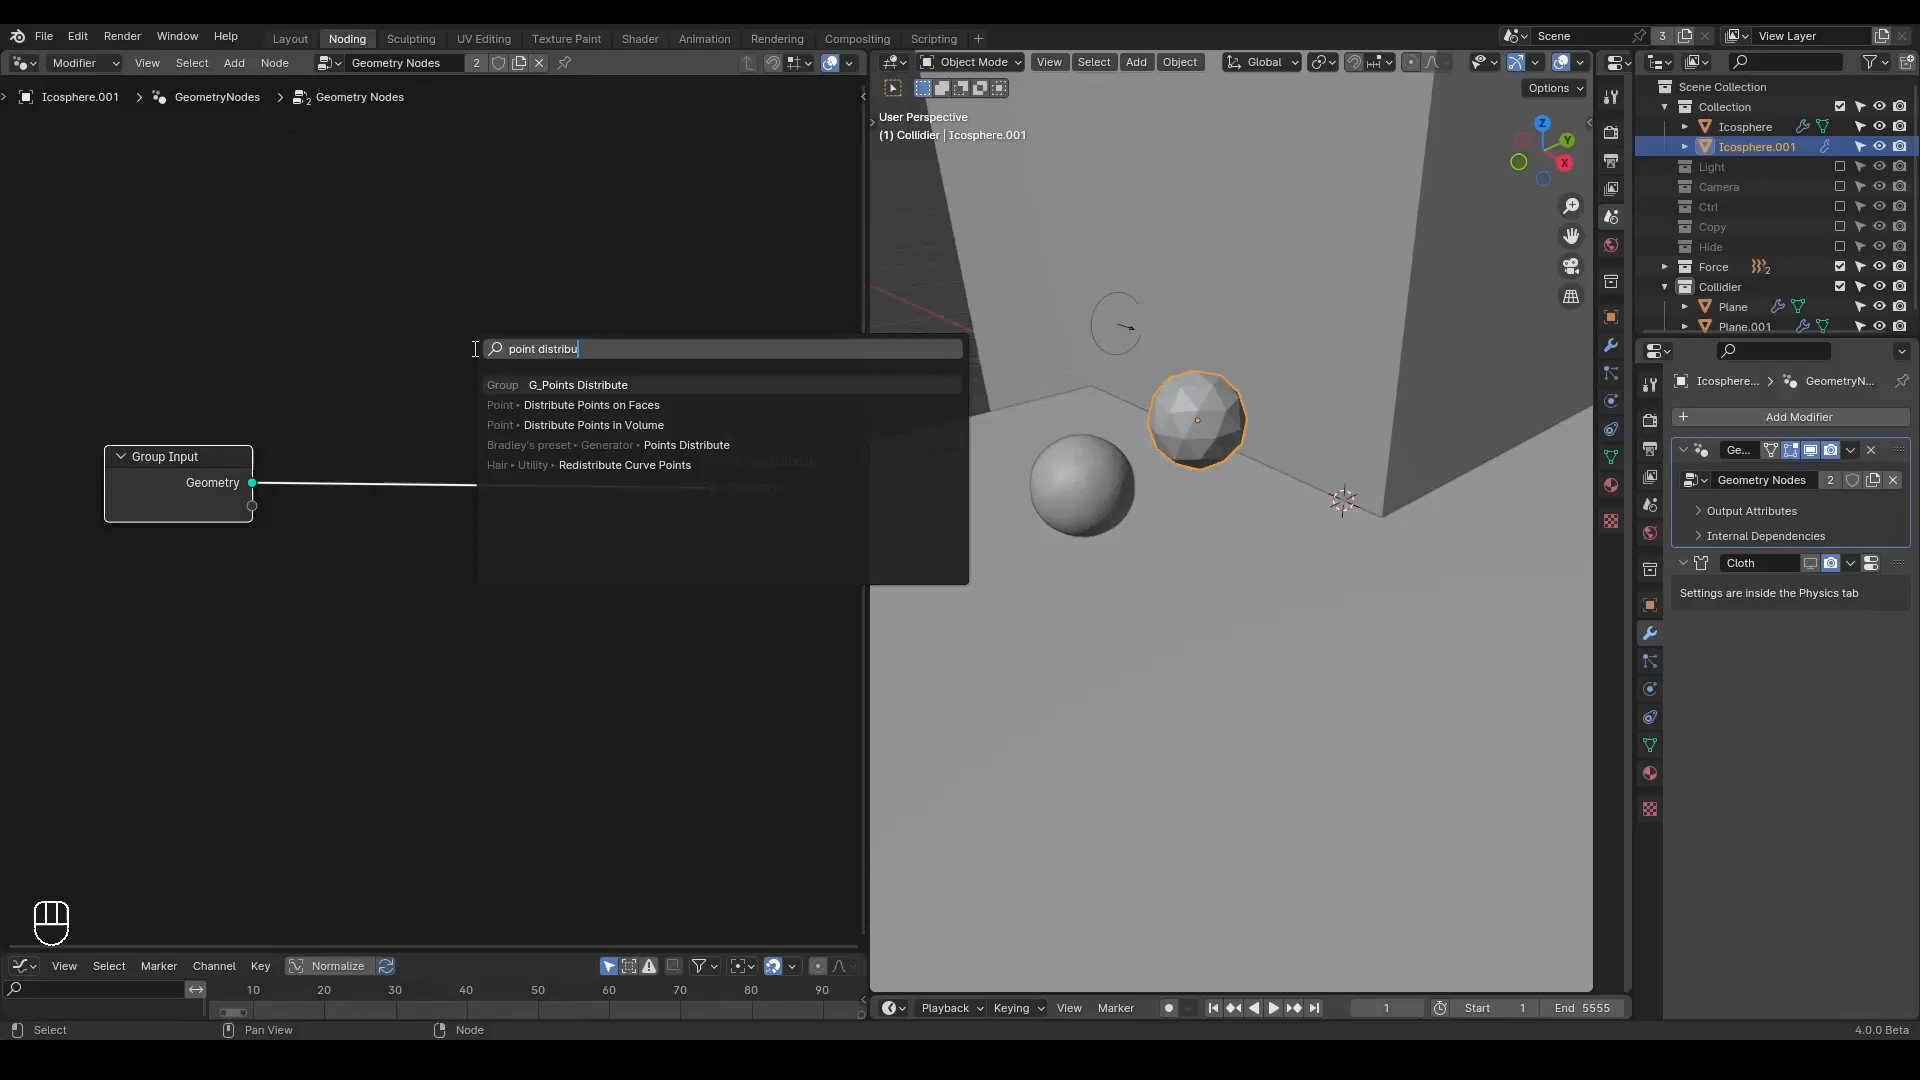 File Edit Render Window Help Layout Noding Sculpting UV Editing Texture Paint Shader Animation Rendering Compositing Scripting + Scene 3 View Layer
Modifier View Select Add Node Geometry Nodes 2
Object Mode View Select Add Object Global
Icosphere.001 > GeometryNodes > Geometry Nodes
Options
User Perspective
(1) Collidier | Icosphere.001
Z
Y
X
Scene Collection
Collection
Icosphere
Icosphere.001
Light
Camera
Ctrl
Copy
Hide
Force 2
Collidier
Plane
Plane.001
point distribu
Group G_Points Distribute
Point Distribute Points on Faces
Point Distribute Points in Volume
Bradley's preset Generator Points Distribute
Hair Utility Redistribute Curve Points
Group Input
Geometry
Icosphere... > GeometryN...
+ Add Modifier
Ge...
Geometry Nodes 2
Output Attributes
Internal Dependencies
Cloth
Settings are inside the Physics tab
View Select Marker Channel Key Normalize
10 20 30 40 50 60 70 80 90
Playback Keying View Marker 1 Start 1 End 5555
Select Pan View Node 4.0.0 Beta